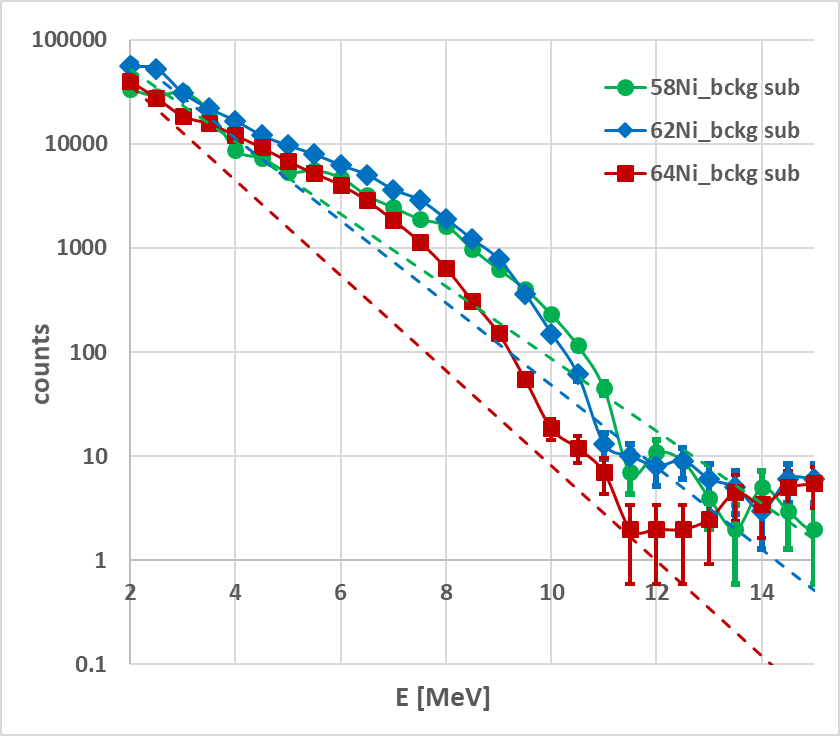 100000
10000
1000
100
10
1
0.1
counts
58Ni_bckg sub
62Ni_bckg sub
64Ni_bckg sub
2 4 6 8 10 12 14
E [MeV]